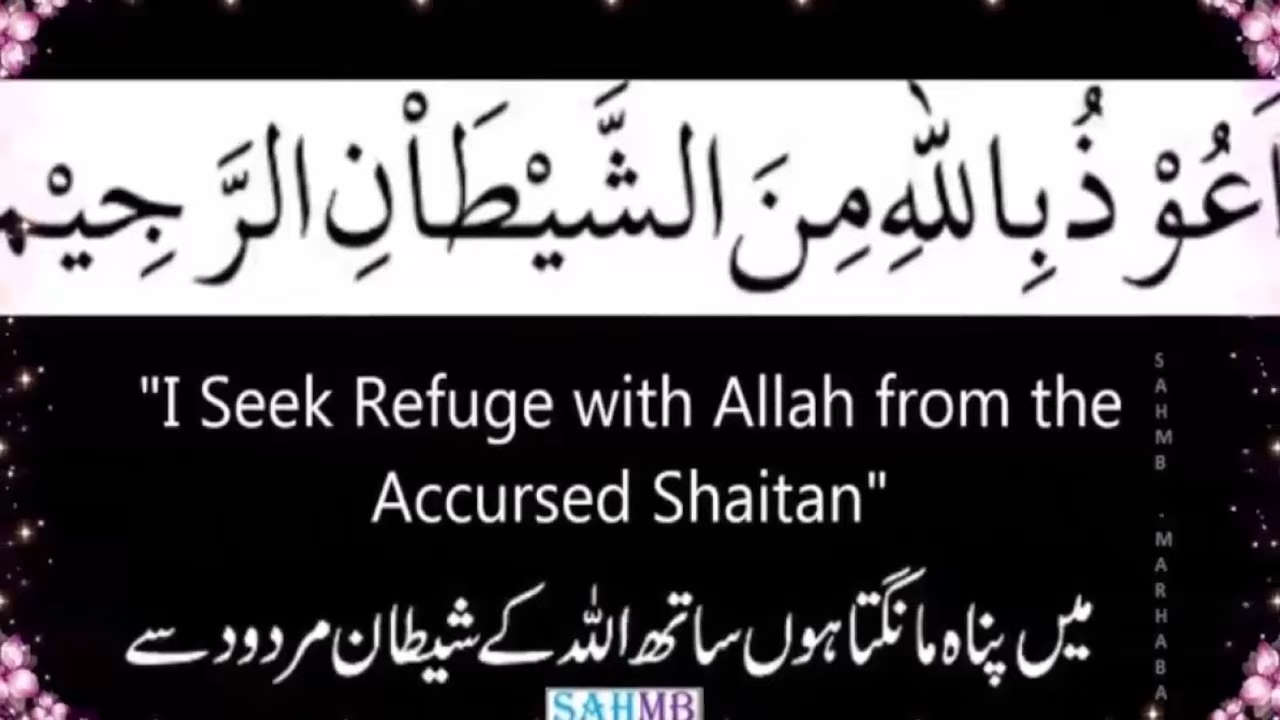 اَعُوْذُ بِاللّٰهِ مِنَ الشَّيْطَاْنِ الرَّجِيْم
"I Seek Refuge with Allah from the
Accursed Shaitan"
میں پناہ مانگتا ہوں ساتھ اللہ کے شیطان مردود سے
SAHMB
SAHMB . MARHABA